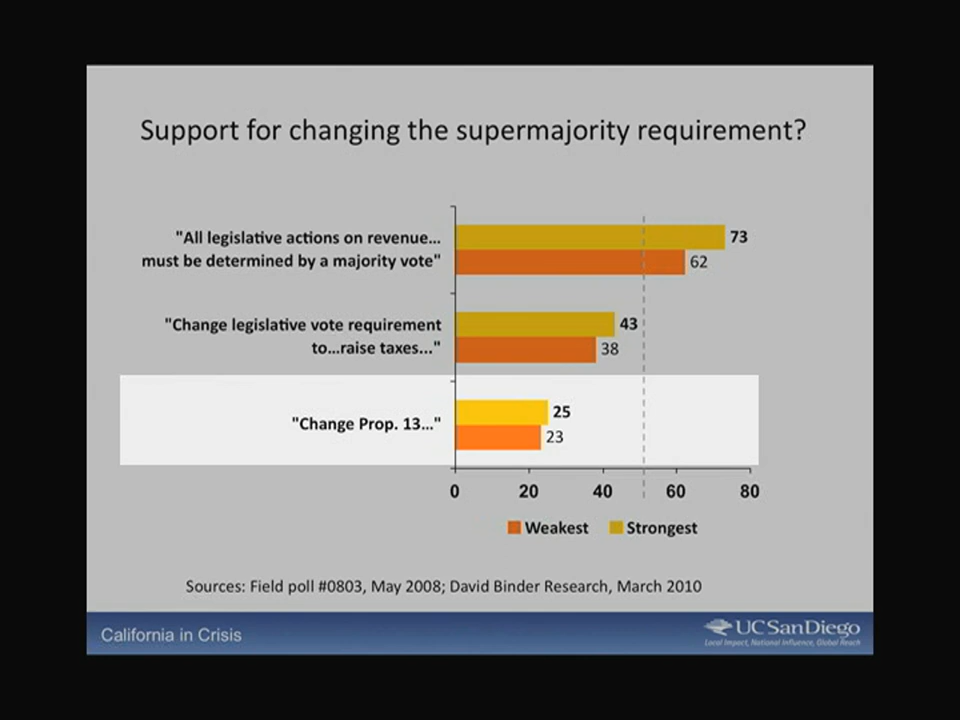 Support for changing the supermajority requirement?
"All legislative actions on revenue…
must be determined by a majority vote"
73
62
"Change legislative vote requirement
to…raise taxes..."
43
38
"Change Prop. 13…"
25
23
0 20 40 60 80
Weakest Strongest
Sources: Field poll #0803, May 2008; David Binder Research, March 2010
California in Crisis
UC San Diego
Local Impact, National Influence, Global Reach